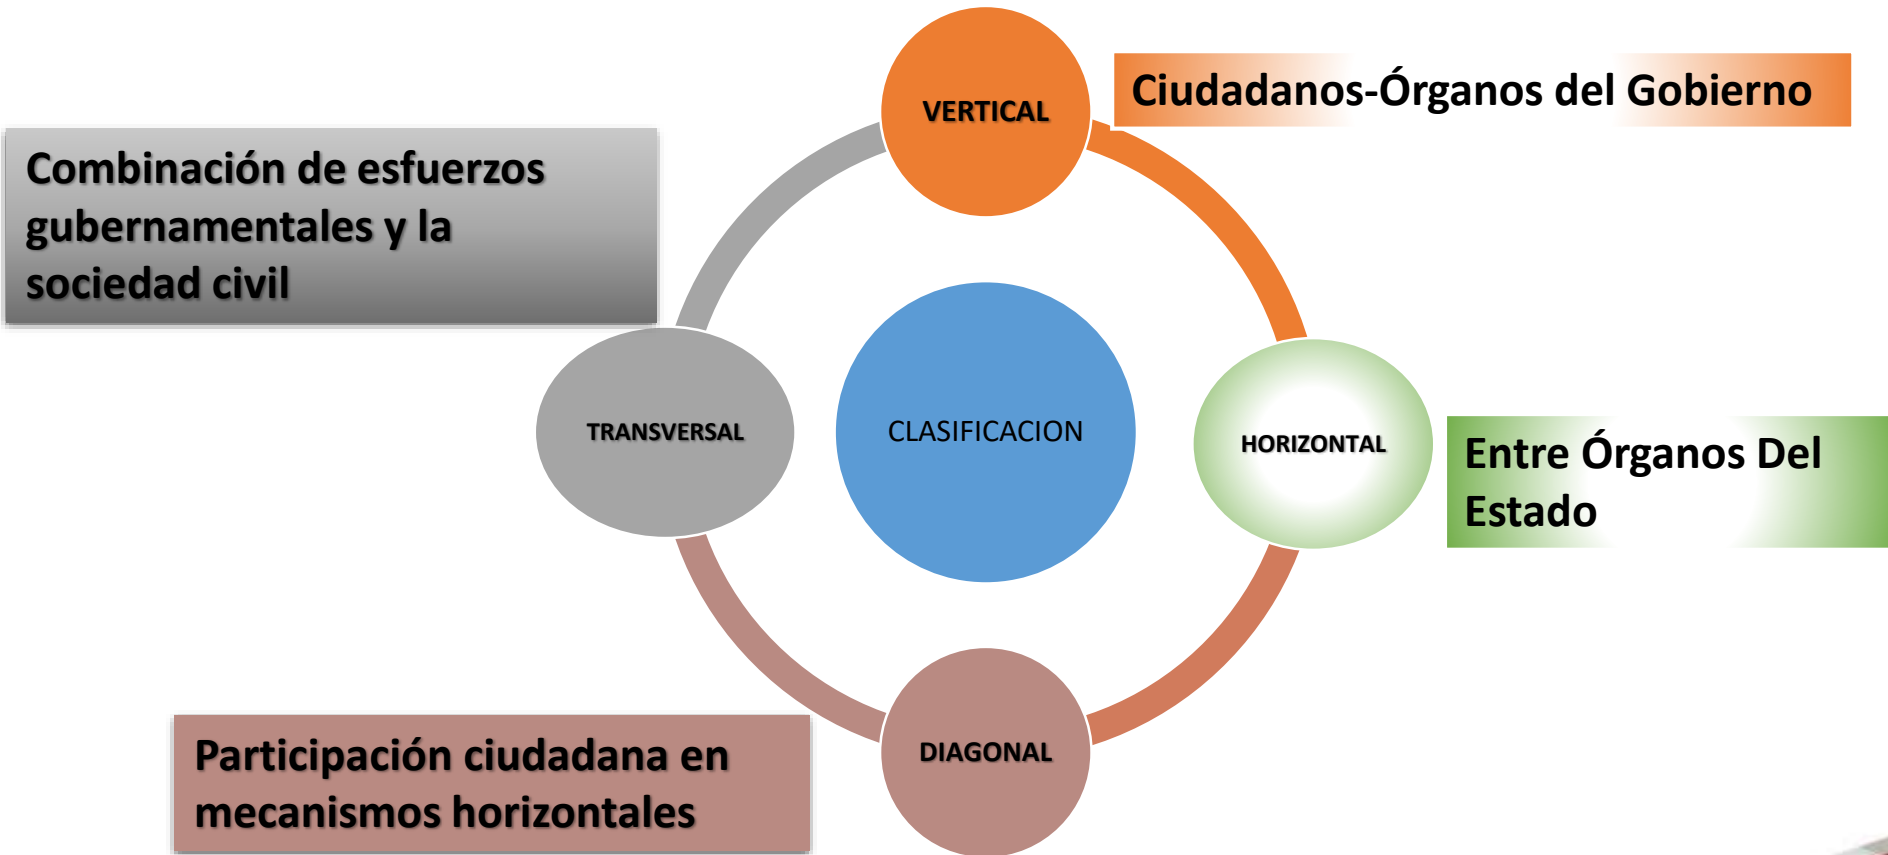 VERTICAL
Ciudadanos-Órganos del Gobierno
Combinación de esfuerzos
gubernamentales y la
sociedad civil
TRANSVERSAL
CLASIFICACION
HORIZONTAL
Entre Órganos Del
Estado
DIAGONAL
Participación ciudadana en
mecanismos horizontales